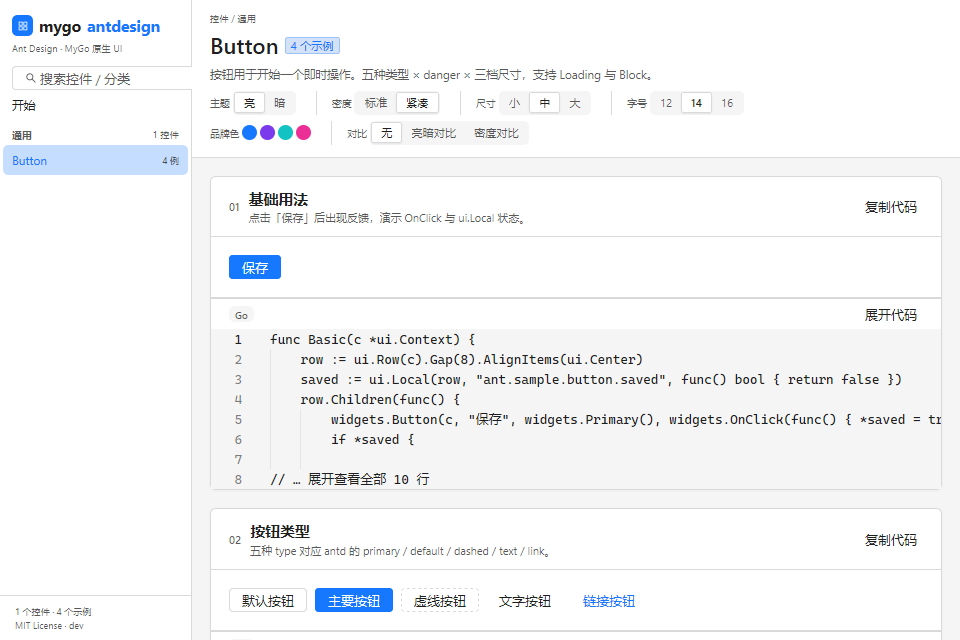 mygo antdesign
Ant Design · MyGo 原生 UI
搜索控件 / 分类
开始
通用 1 控件
Button 4 例
1 个控件 · 4 个示例
MIT License · dev
控件 / 通用
Button 4 个示例
按钮用于开始一个即时操作。五种类型 × danger × 三档尺寸，支持 Loading 与 Block。
主题 亮 暗 密度 标准 紧凑 尺寸 小 中 大 字号 12 14 16
品牌色 对比 无 亮暗对比 密度对比
01 基础用法 复制代码
点击「保存」后出现反馈，演示 OnClick 与 ui.Local 状态。
保存
Go 展开代码
1 func Basic(c *ui.Context) {
2 row := ui.Row(c).Gap(8).AlignItems(ui.Center)
3 saved := ui.Local(row, "ant.sample.button.saved", func() bool { return false })
4 row.Children(func() {
5 widgets.Button(c, "保存", widgets.Primary(), widgets.OnClick(func() { *saved = tr
6 if *saved {
7
8 // … 展开查看全部 10 行
02 按钮类型 复制代码
五种 type 对应 antd 的 primary / default / dashed / text / link。
默认按钮 主要按钮 虚线按钮 文字按钮 链接按钮